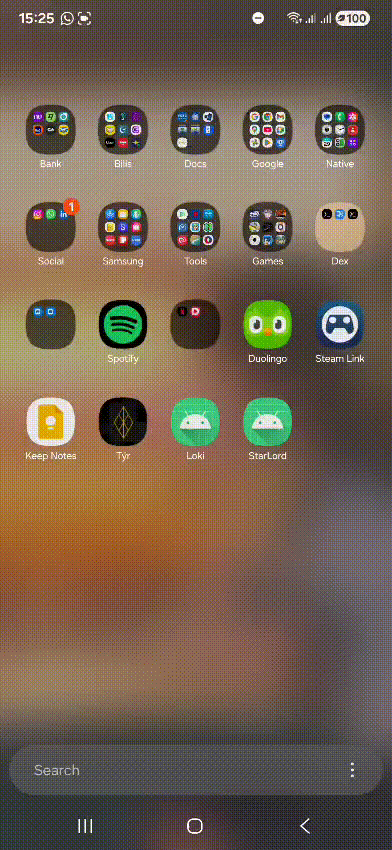 15:25 100
Bank Bills Docs Google Native
1
Social Samsung Tools Games Dex
Spotify Duolingo Steam Link
Keep Notes Týr Loki StarLord
Search